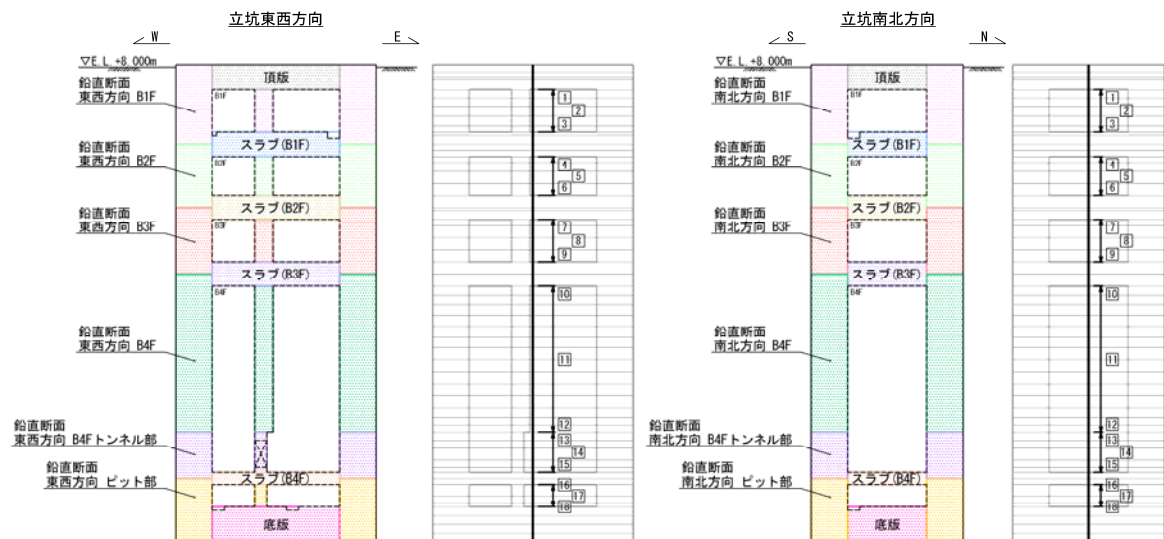 立坑東西方向
W
E
▽E.L.+8.000m
頂版
鉛直断面
東西方向 B1F
B1F
スラブ(B1F)
鉛直断面
東西方向 B2F
B2F
スラブ(B2F)
鉛直断面
東西方向 B3F
B3F
スラブ(B3F)
B4F
鉛直断面
東西方向 B4F
鉛直断面
東西方向 B4Fトンネル部
スラブ(B4F)
鉛直断面
東西方向 ピット部
底版
1
2
3
4
5
6
7
8
9
10
11
12
13
14
15
16
17
18
立坑南北方向
S
N
▽E.L.+8.000m
頂版
鉛直断面
南北方向 B1F
B1F
スラブ(B1F)
鉛直断面
南北方向 B2F
B2F
スラブ(B2F)
鉛直断面
南北方向 B3F
B3F
スラブ(B3F)
B4F
鉛直断面
南北方向 B4F
鉛直断面
南北方向 B4Fトンネル部
スラブ(B4F)
鉛直断面
南北方向 ピット部
底版
1
2
3
4
5
6
7
8
9
10
11
12
13
14
15
16
17
18